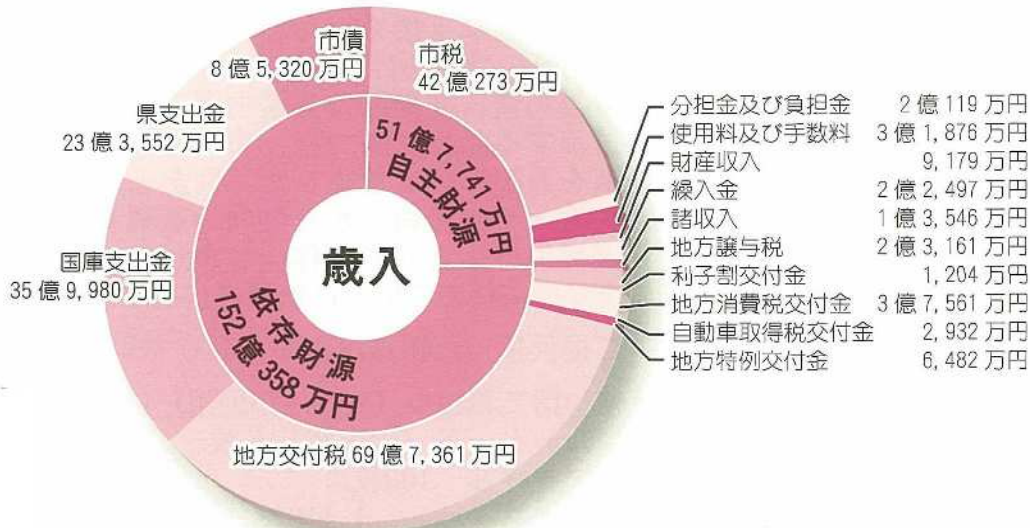 市債
8億5,320万円
市税
42億273万円
県支出金
23億3,552万円
国庫支出金
35億9,980万円
51億7,741万円
自主財源
歳入
依存財源
152億358万円
地方交付税 69億7,361万円
分担金及び負担金 2億119万円
使用料及び手数料 3億1,876万円
財産収入 9,179万円
繰入金 2億2,497万円
諸収入 1億3,546万円
地方譲与税 2億3,161万円
利子割交付金 1,204万円
地方消費税交付金 3億7,561万円
自動車取得税交付金 2,932万円
地方特例交付金 6,482万円